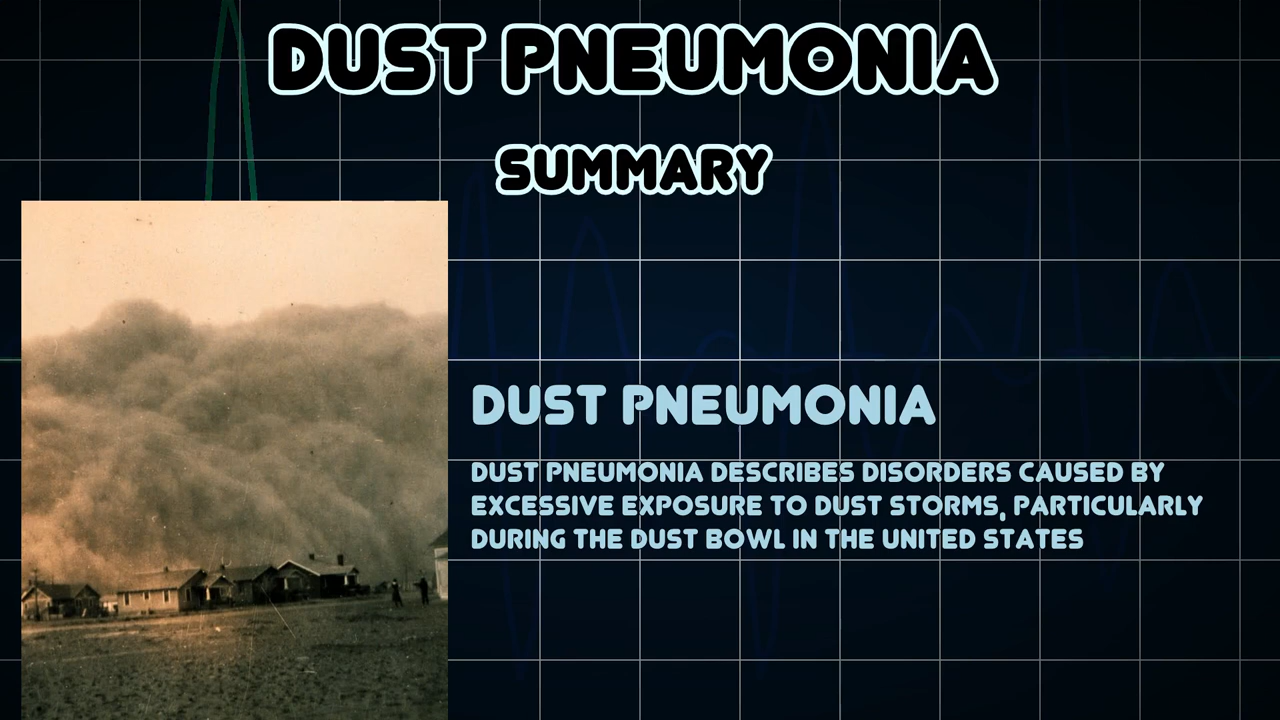 DUST PNEUMONIA
SUMMARY
DUST PNEUMONIA
DUST PNEUMONIA DESCRIBES DISORDERS CAUSED BY
EXCESSIVE EXPOSURE TO DUST STORMS, PARTICULARLY
DURING THE DUST BOWL IN THE UNITED STATES